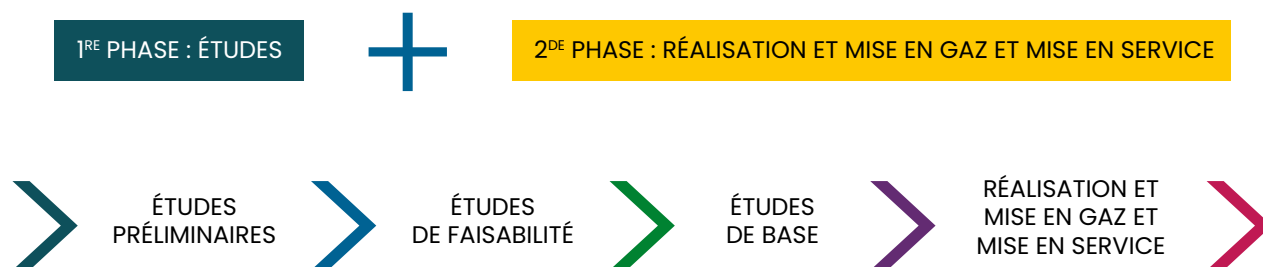 1RE PHASE : ÉTUDES
2DE PHASE : RÉALISATION ET MISE EN GAZ ET MISE EN SERVICE
ÉTUDES
PRÉLIMINAIRES
ÉTUDES
DE FAISABILITÉ
ÉTUDES
DE BASE
RÉALISATION ET
MISE EN GAZ ET
MISE EN SERVICE